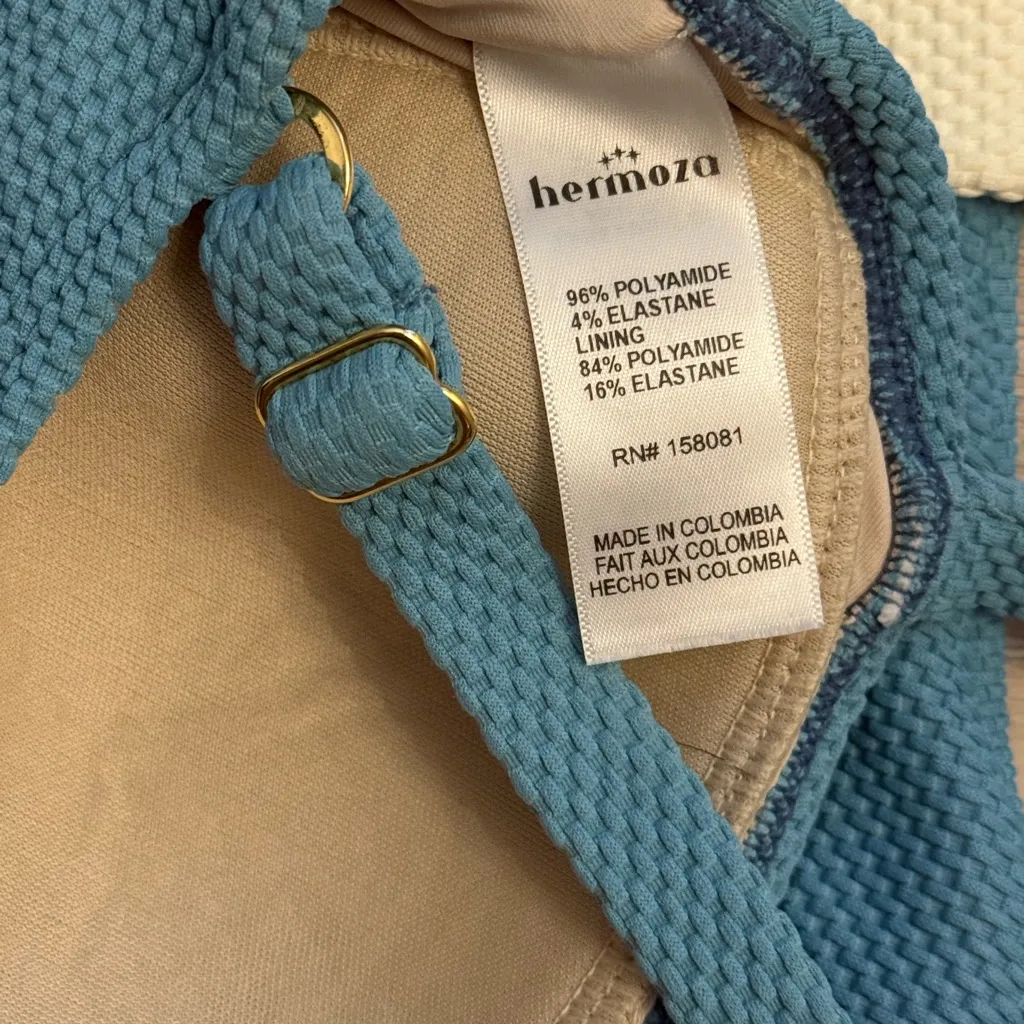 hermoza
96% POLYAMIDE
4% ELASTANE
LINING
84% POLYAMIDE
16% ELASTANE
RN# 158081
MADE IN COLOMBIA
FAIT AUX COLOMBIA
HECHO EN COLOMBIA